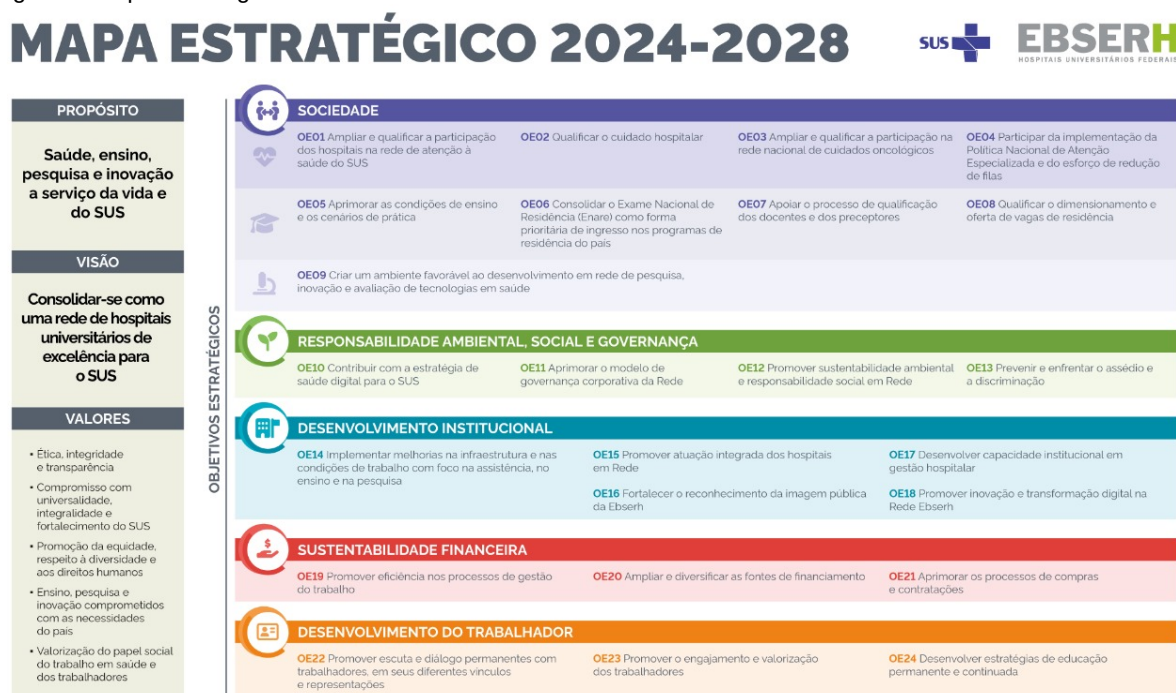 MAPA ESTRATÉGICO 2024-2028
SUS
EBSERH
HOSPITAIS UNIVERSITÁRIOS FEDERAIS
PROPÓSITO
Saúde, ensino,
pesquisa e inovação
a serviço da vida e
do SUS
VISÃO
Consolidar-se como
uma rede de hospitais
universitários de
excelência para
o SUS
VALORES
• Ética, integridade
e transparência
• Compromisso com
universalidade,
integralidade e
fortalecimento do SUS
• Promoção da equidade,
respeito à diversidade e
aos direitos humanos
• Ensino, pesquisa e
inovação comprometidos
com as necessidades
do país
• Valorização do papel social
do trabalho em saúde e
dos trabalhadores
OBJETIVOS ESTRATÉGICOS
SOCIEDADE
OE01 Ampliar e qualificar a participação
dos hospitais na rede de atenção à
saúde do SUS
OE02 Qualificar o cuidado hospitalar
OE03 Ampliar e qualificar a participação na
rede nacional de cuidados oncológicos
OE04 Participar da implementação da
Política Nacional de Atenção
Especializada e do esforço de redução
de filas
OE05 Aprimorar as condições de ensino
e os cenários de prática
OE06 Consolidar o Exame Nacional de
Residência (Enare) como forma
prioritária de ingresso nos programas de
residência do país
OE07 Apoiar o processo de qualificação
dos docentes e dos preceptores
OE08 Qualificar o dimensionamento e
oferta de vagas de residência
OE09 Criar um ambiente favorável ao desenvolvimento em rede de pesquisa,
inovação e avaliação de tecnologias em saúde
RESPONSABILIDADE AMBIENTAL, SOCIAL E GOVERNANÇA
OE10 Contribuir com a estratégia de
saúde digital para o SUS
OE11 Aprimorar o modelo de
governança corporativa da Rede
OE12 Promover sustentabilidade ambiental
e responsabilidade social em Rede
OE13 Prevenir e enfrentar o assédio e
a discriminação
DESENVOLVIMENTO INSTITUCIONAL
OE14 Implementar melhorias na infraestrutura e nas
condições de trabalho com foco na assistência, no
ensino e na pesquisa
OE15 Promover atuação integrada dos hospitais
em Rede
OE16 Fortalecer o reconhecimento da imagem pública
da Ebserh
OE17 Desenvolver capacidade institucional em
gestão hospitalar
OE18 Promover inovação e transformação digital na
Rede Ebserh
SUSTENTABILIDADE FINANCEIRA
OE19 Promover eficiência nos processos de gestão
do trabalho
OE20 Ampliar e diversificar as fontes de financiamento
OE21 Aprimorar os processos de compras
e contratações
DESENVOLVIMENTO DO TRABALHADOR
OE22 Promover escuta e diálogo permanentes com
trabalhadores, em seus diferentes vínculos
e representações
OE23 Promover o engajamento e valorização
dos trabalhadores
OE24 Desenvolver estratégias de educação
permanente e continuada